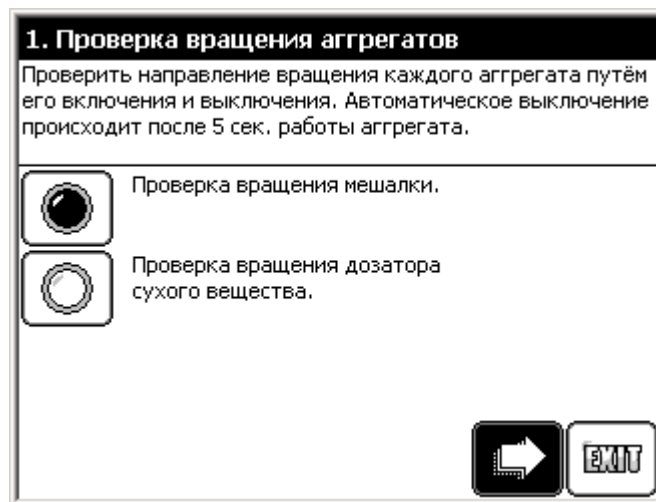 1. Проверка вращения аггрегатов
Проверить направление вращения каждого аггрегата путём
его включения и выключения. Автоматическое выключение
происходит после 5 сек. работы аггрегата.
Проверка вращения мешалки.
Проверка вращения дозатора
сухого вещества.
EXIT